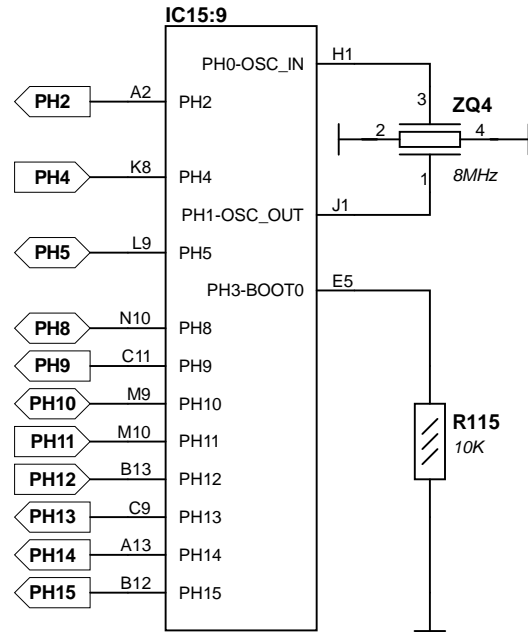 IC15:9
PH0-OSC_IN H1
PH2 A2 PH2
3 ZQ4
2 4
PH4 K8 PH4
1 8MHz
PH1-OSC_OUT J1
PH5 L9 PH5
PH3-BOOT0 E5
PH8 N10 PH8
PH9 C11 PH9
PH10 M9 PH10
R115
PH11 M10 PH11
10K
PH12 B13 PH12
PH13 C9 PH13
PH14 A13 PH14
PH15 B12 PH15